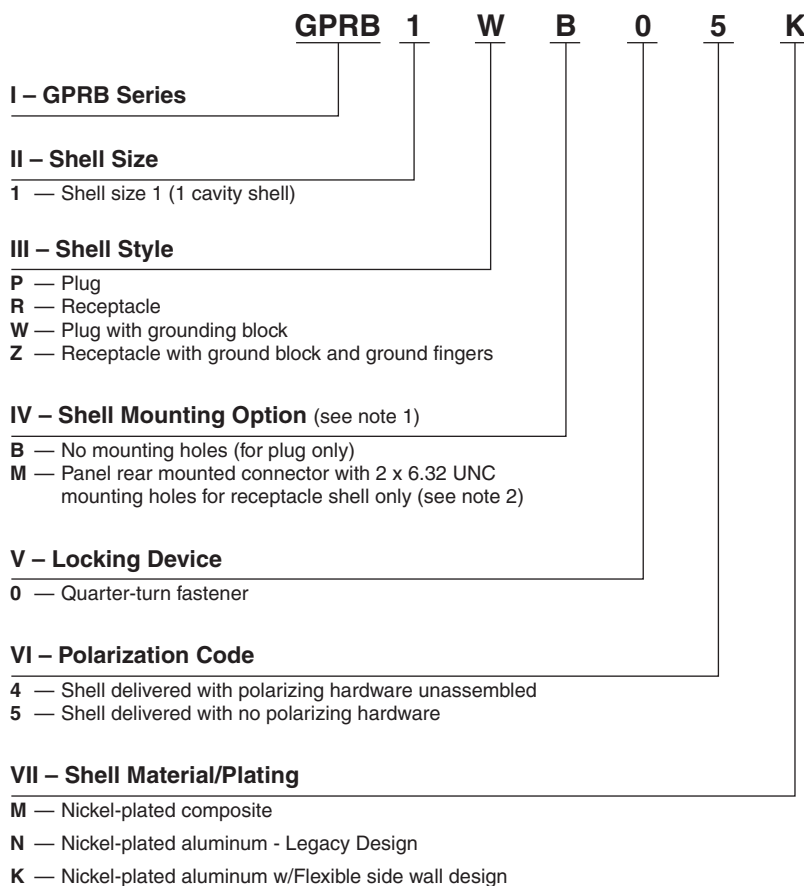 GPRB 1 W B 0 5 K
I – GPRB Series
II – Shell Size
1 — Shell size 1 (1 cavity shell)
III – Shell Style
P — Plug
R — Receptacle
W — Plug with grounding block
Z — Receptacle with ground block and ground fingers
IV – Shell Mounting Option (see note 1)
B — No mounting holes (for plug only)
M — Panel rear mounted connector with 2 x 6.32 UNC
mounting holes for receptacle shell only (see note 2)
V – Locking Device
0 — Quarter-turn fastener
VI – Polarization Code
4 — Shell delivered with polarizing hardware unassembled
5 — Shell delivered with no polarizing hardware
VII – Shell Material/Plating
M — Nickel-plated composite
N — Nickel-plated aluminum - Legacy Design
K — Nickel-plated aluminum w/Flexible side wall design